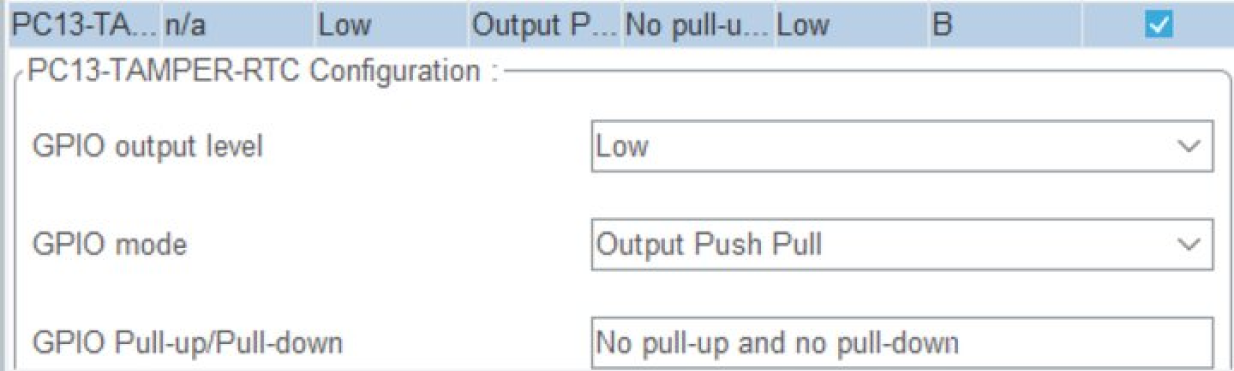 PC13-TA... n/a Low Output P... No pull-u... Low B
PC13-TAMPER-RTC Configuration :
GPIO output level Low
GPIO mode Output Push Pull
GPIO Pull-up/Pull-down No pull-up and no pull-down